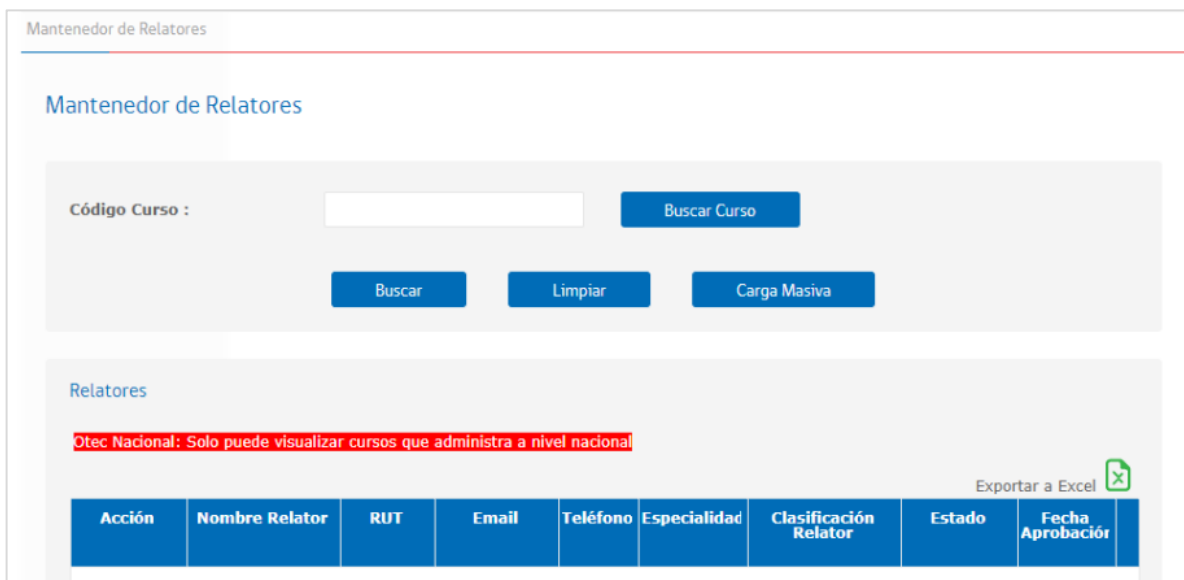 Mantenedor de Relatores
Mantenedor de Relatores
Código Curso :
Buscar Curso
Buscar
Limpiar
Carga Masiva
Relatores
Otec Nacional: Solo puede visualizar cursos que administra a nivel nacional
Exportar a Excel
Acción Nombre Relator RUT Email Teléfono Especialidad Clasificación Relator Estado Fecha Aprobación